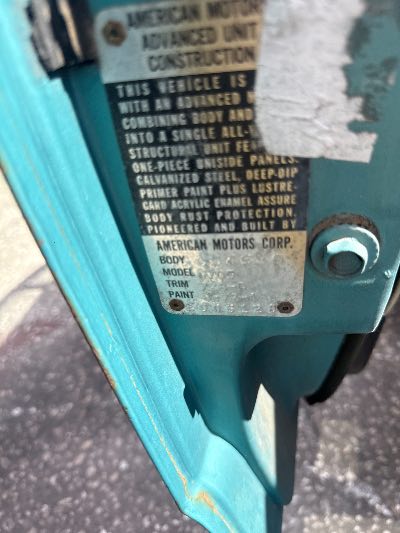 AMERICAN MOTORS
ADVANCED UNIT
CONSTRUCTION
THIS VEHICLE IS
WITH AN ADVANCED
COMBINING BODY AND
INTO A SINGLE ALL-
STRUCTURAL UNIT
ONE-PIECE UNISIDE PANELS.
GALVANIZED STEEL, DEEP-DIP
PRIMER PAINT PLUS LUSTRE-
GARD ACRYLIC ENAMEL ASSURE
BODY RUST PROTECTION.
PIONEERED AND BUILT BY
AMERICAN MOTORS CORP.
BODY
MODEL
TRIM
PAINT